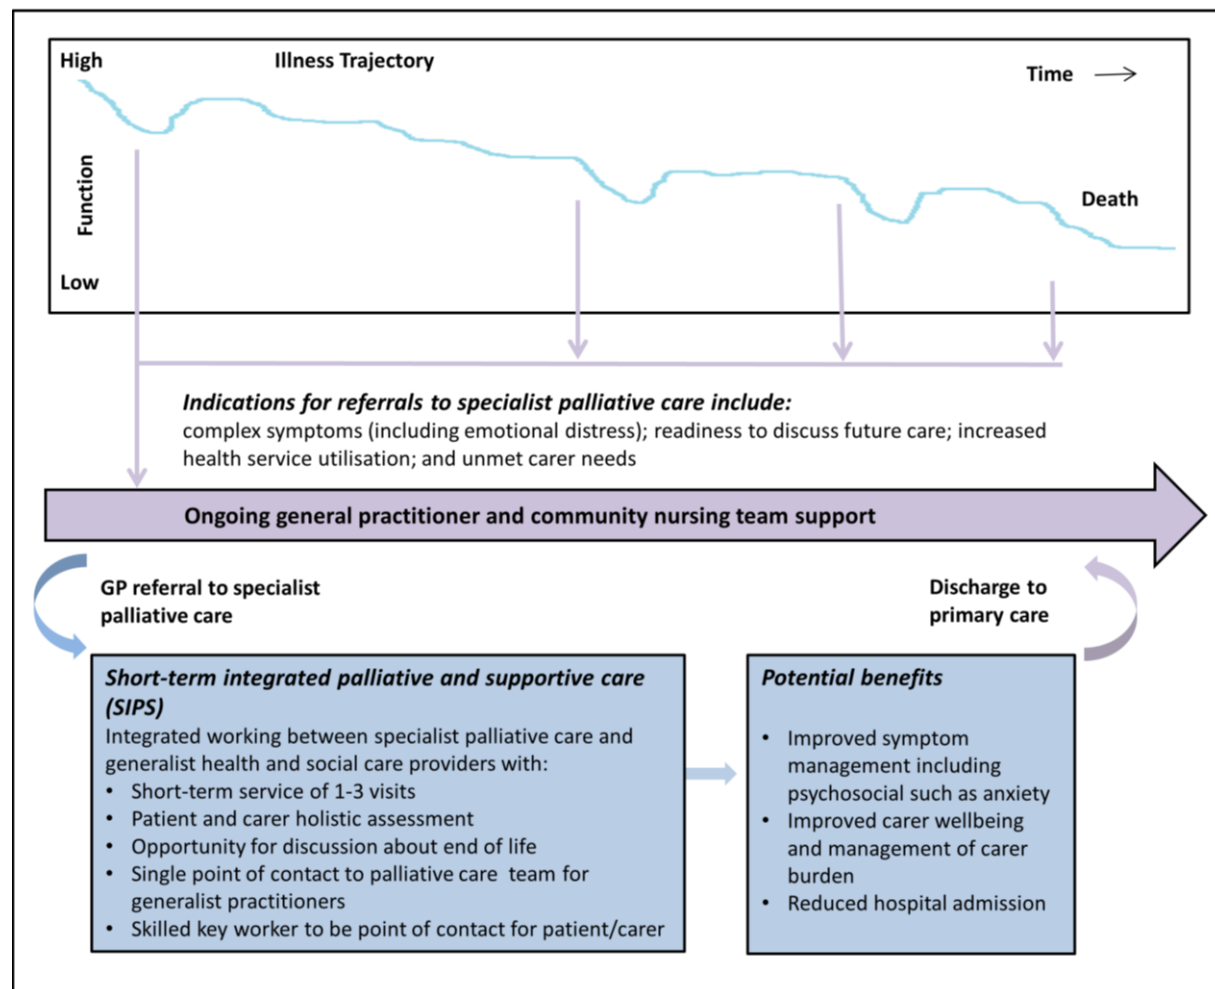 High
Illness Trajectory
Time
Function
Death
Low
Indications for referrals to specialist palliative care include:
complex symptoms (including emotional distress); readiness to discuss future care; increased
health service utilisation; and unmet carer needs
Ongoing general practitioner and community nursing team support
GP referral to specialist
palliative care
Discharge to
primary care
Short-term integrated palliative and supportive care
(SIPS)
Integrated working between specialist palliative care and
generalist health and social care providers with:
• Short-term service of 1-3 visits
• Patient and carer holistic assessment
• Opportunity for discussion about end of life
• Single point of contact to palliative care team for
generalist practitioners
• Skilled key worker to be point of contact for patient/carer
Potential benefits
• Improved symptom
management including
psychosocial such as anxiety
• Improved carer wellbeing
and management of carer
burden
• Reduced hospital admission